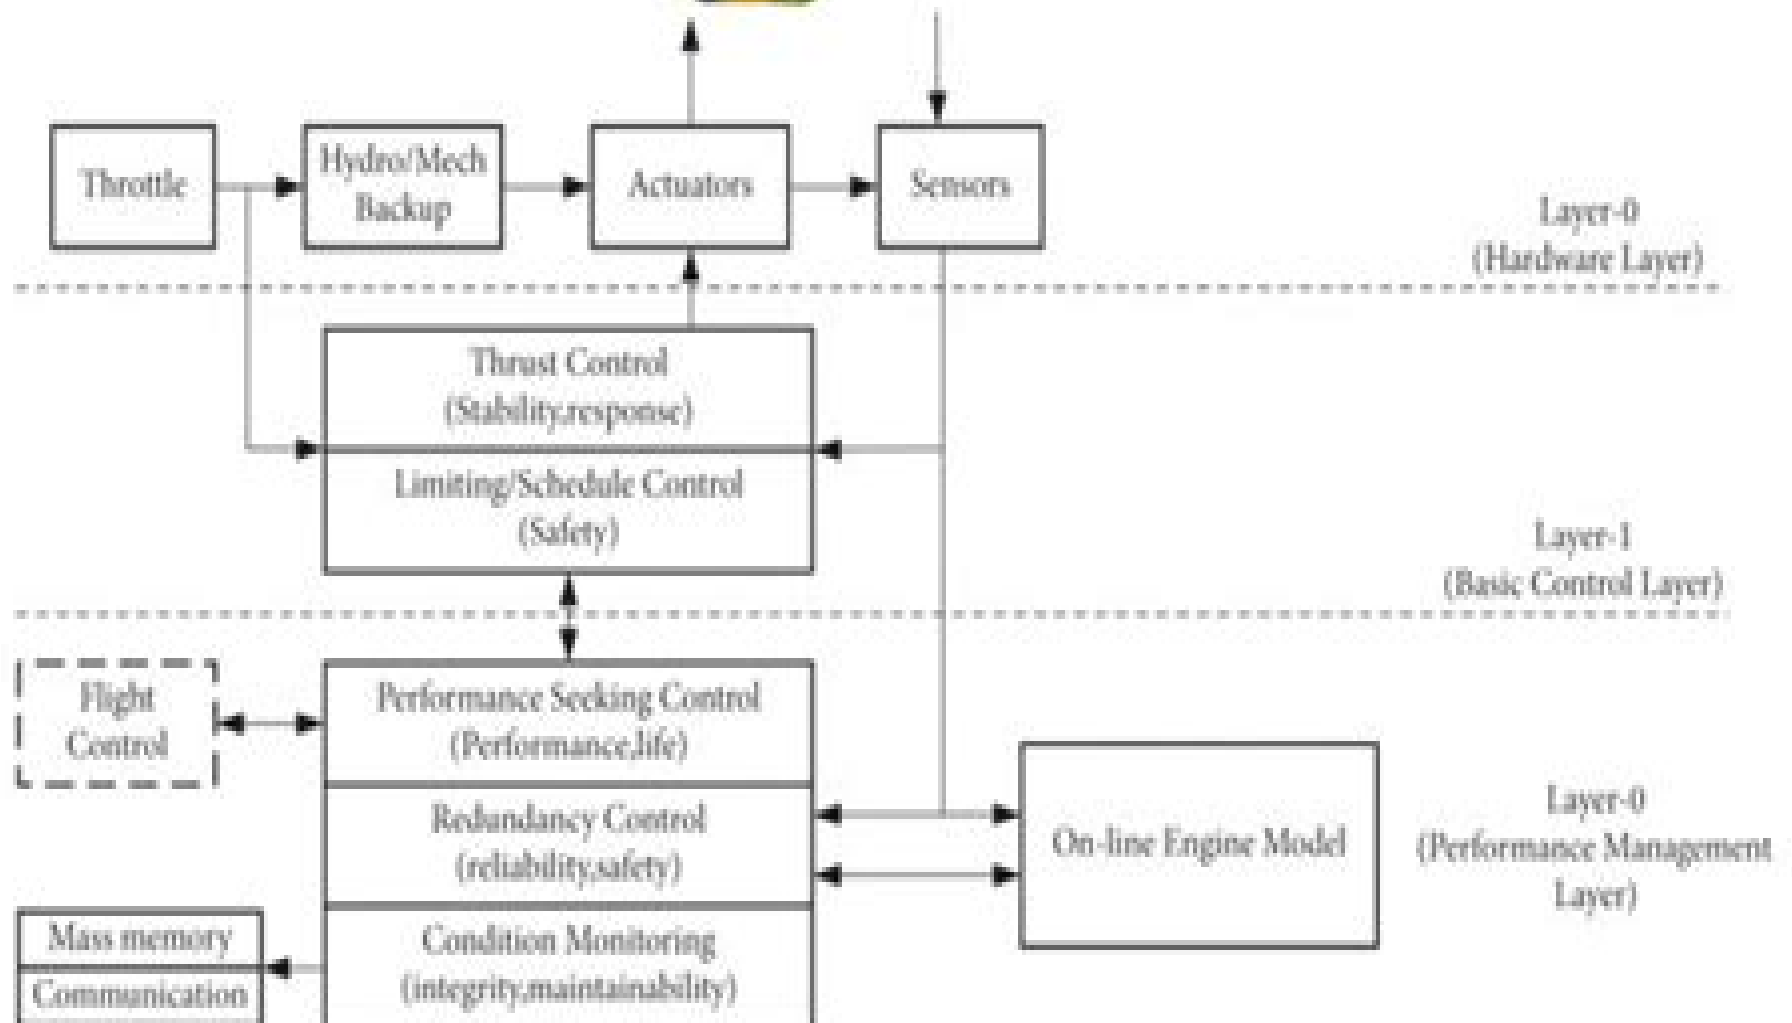 Throttle
Hydro/Mech
Backup
Actuators
Sensors
Layer-0
(Hardware Layer)
Thrust Control
(Stability,response)
Limiting/Schedule Control
(Safety)
Layer-1
(Basic Control Layer)
Flight
Control
Performance Seeking Control
(Performance,life)
Redundancy Control
(reliability,safety)
On-line Engine Model
Layer-0
(Performance Management
Layer)
Mass memory
Communication
Condition Monitoring
(integrity,maintainability)